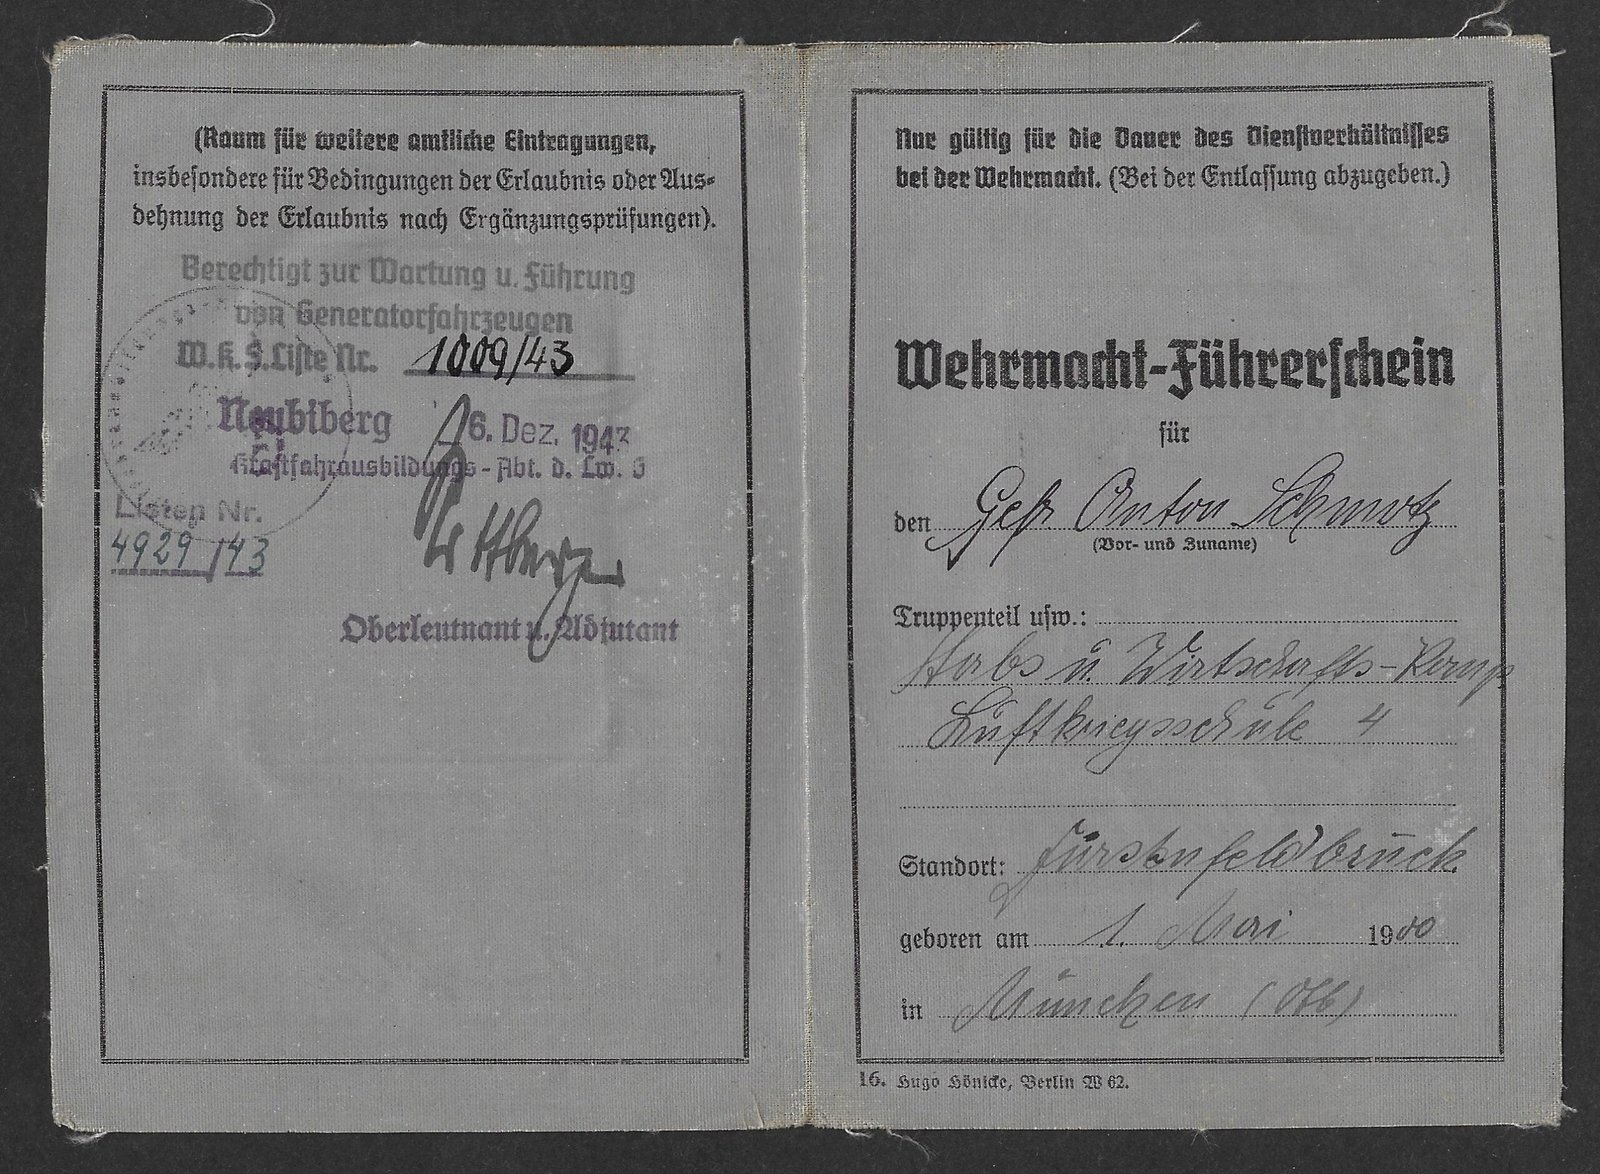 (Raum für weitere amtliche Eintragungen,
insbesondere für Bedingungen der Erlaubnis oder Aus-
dehnung der Erlaubnis nach Ergänzungsprüfungen).
Berechtigt zur Wartung u. Führung
von Generatorfahrzeugen
W.K.S. Liste Nr. 1009/43
Neubiberg 6. Dez. 1943
Kraftfahrausbildungs-Abt. d. Lw.
Listen Nr.
4929/43
Oberleutnant u. Adjutant
Nur gültig für die Dauer des Dienstverhältnisses
bei der Wehrmacht. (Bei der Entlassung abzugeben.)
Wehrmacht-Führerschein
für
den Gefr Anton Schmotz
(Vor- und Zuname)
Truppenteil usw.:
Stabs u. Wirtschafts-Komp
Luftkriegsschule 4
Standort: Fürstenfeldbrück
geboren am 1. Mai 1900
in München (Obb)
16. Hugo Hönicke, Berlin W 62.